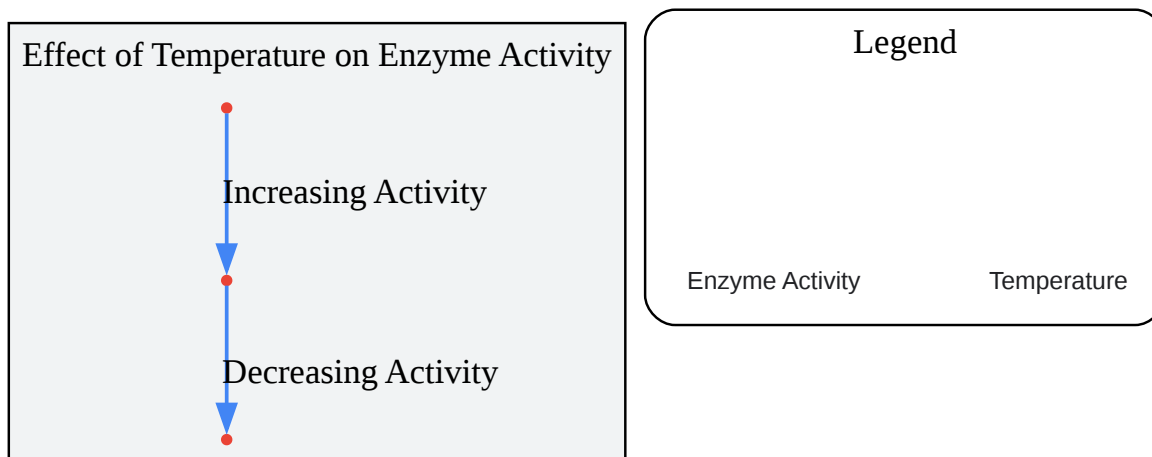 Effect of Temperature on Enzyme Activity
Increasing Activity
Decreasing Activity
Legend
Enzyme Activity
Temperature